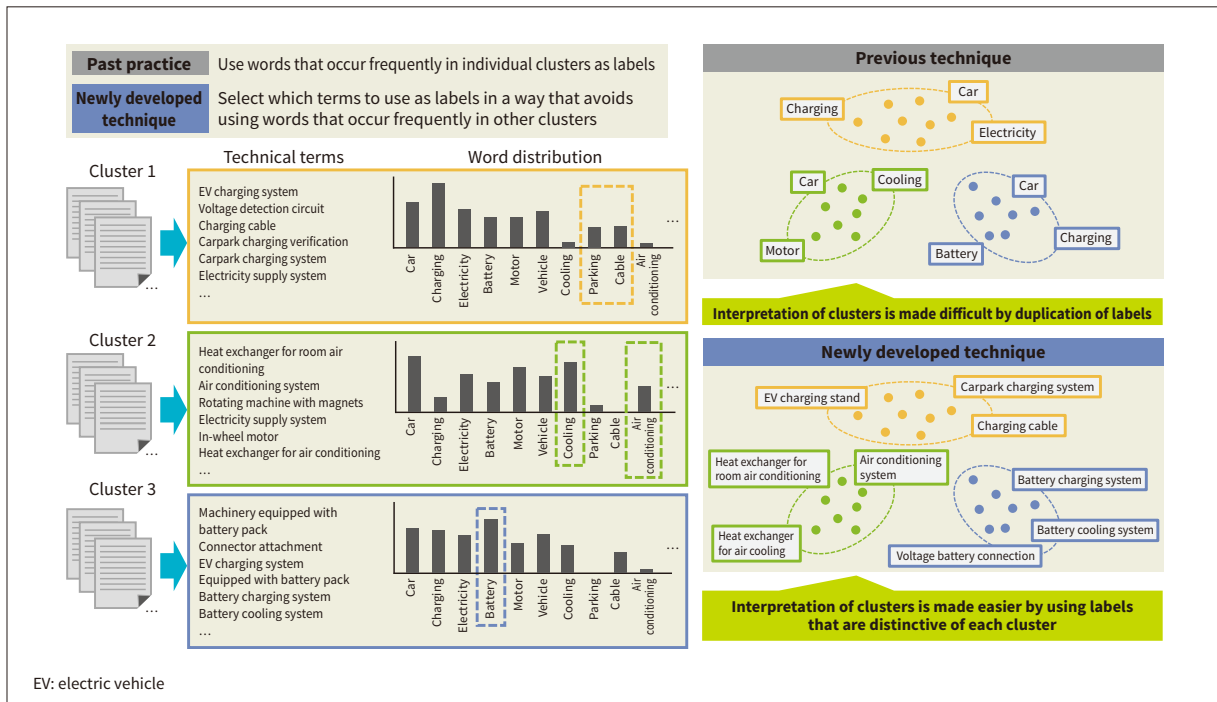 Past practice
Use words that occur frequently in individual clusters as labels
Newly developed
technique
Select which terms to use as labels in a way that avoids
using words that occur frequently in other clusters
Technical terms
Word distribution
Cluster 1
EV charging system
Voltage detection circuit
Charging cable
Carpark charging verification
Carpark charging system
Electricity supply system
…
…
…
Car
Charging
Electricity
Battery
Motor
Vehicle
Cooling
Parking
Cable
Air
conditioning
Cluster 2
Heat exchanger for room air
conditioning
Air conditioning system
Rotating machine with magnets
Electricity supply system
In-wheel motor
Heat exchanger for air conditioning
…
…
…
Car
Charging
Electricity
Battery
Motor
Vehicle
Cooling
Parking
Cable
Air
conditioning
Cluster 3
Machinery equipped with
battery pack
Connector attachment
EV charging system
Equipped with battery pack
Battery charging system
Battery cooling system
…
…
…
Car
Charging
Electricity
Battery
Motor
Vehicle
Cooling
Parking
Cable
Air
conditioning
Previous technique
Car
Charging
Electricity
Car
Cooling
Motor
Car
Charging
Battery
Interpretation of clusters is made difficult by duplication of labels
Newly developed technique
Carpark charging system
EV charging stand
Charging cable
Heat exchanger for
room air conditioning
Air conditioning
system
Heat exchanger
for air cooling
Battery charging system
Battery cooling system
Voltage battery connection
Interpretation of clusters is made easier by using labels
that are distinctive of each cluster
EV: electric vehicle